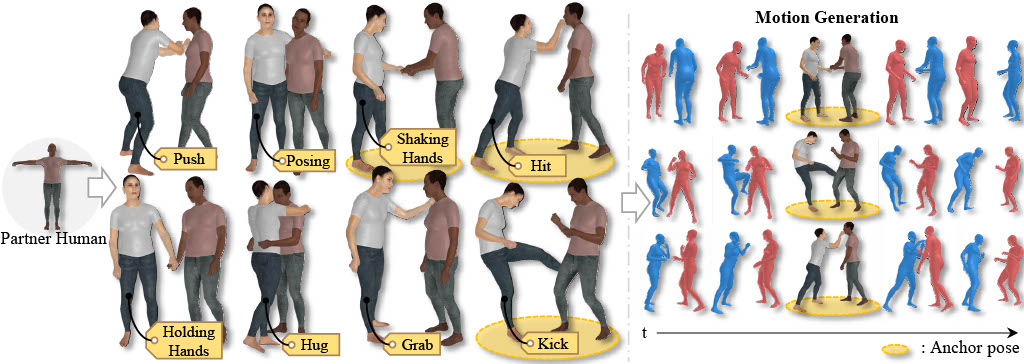 Motion Generation
Push
Posing
Shaking
Hands
Hit
Partner Human
Holding
Hands
Hug
Grab
Kick
t
: Anchor pose